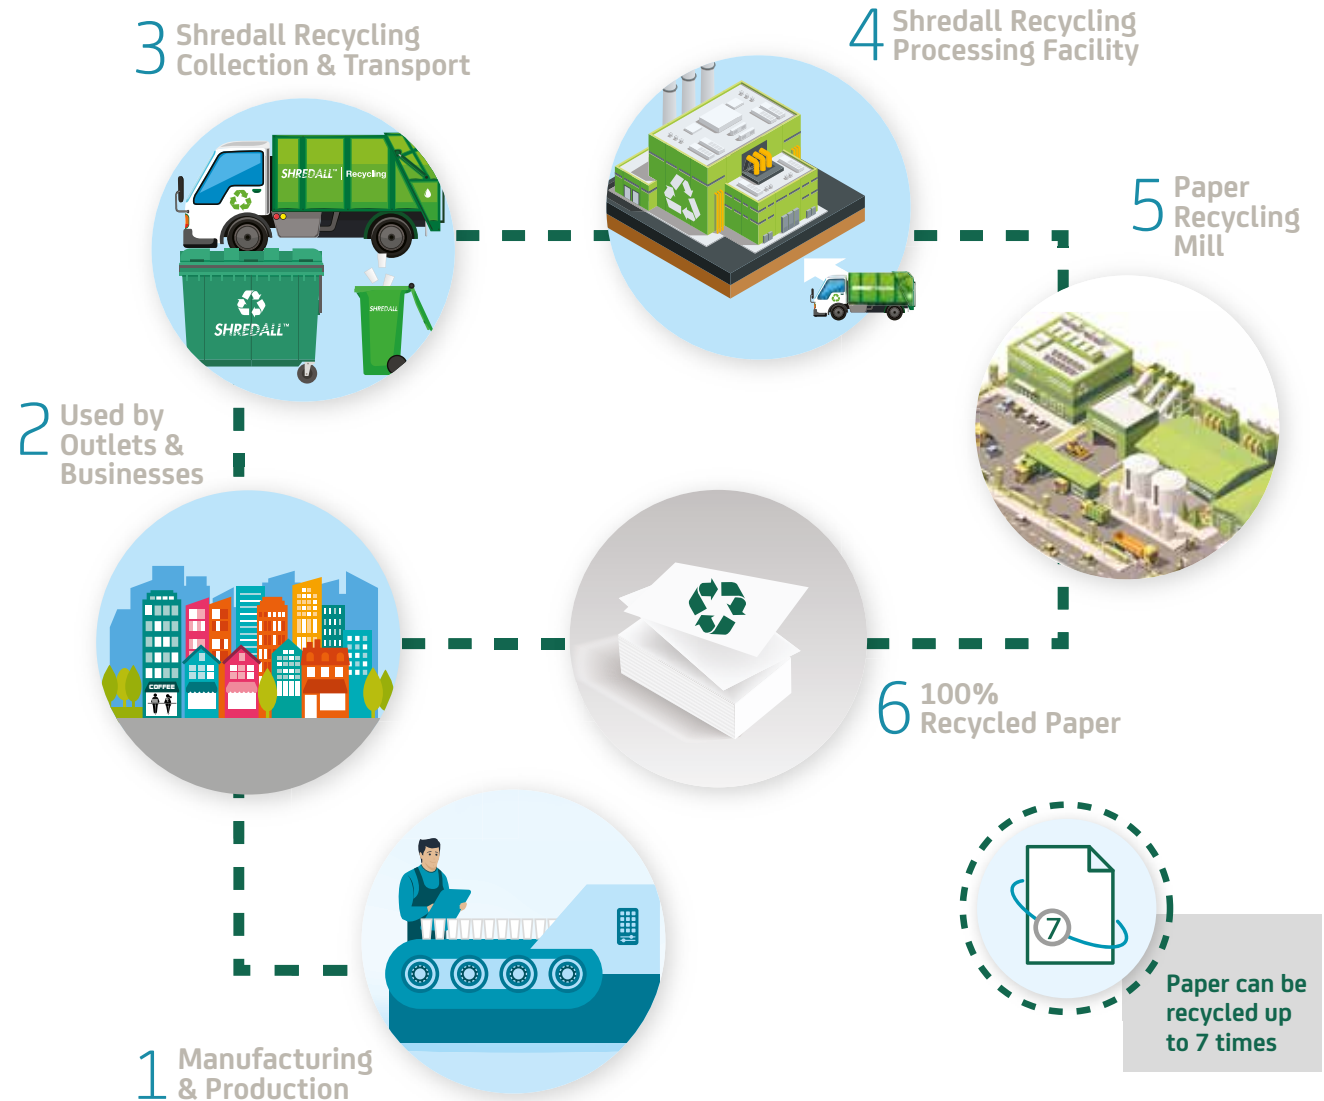 3 Shredall Recycling
Collection & Transport
SHREDALL™ | Recycling
SHREDALL™
SHREDALL
4 Shredall Recycling
Processing Facility
5 Paper
Recycling
Mill
2 Used by
Outlets &
Businesses
COFFEE
6 100%
Recycled Paper
7
Paper can be
recycled up
to 7 times
1 Manufacturing
& Production